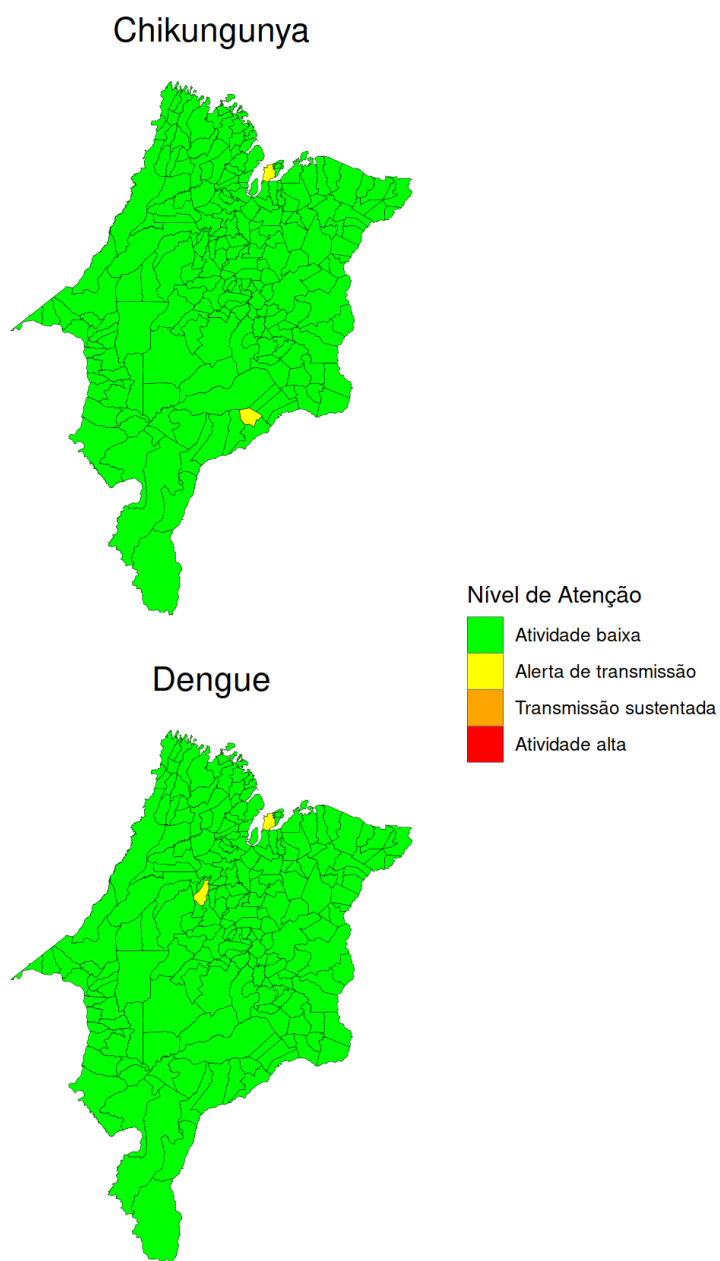 Chikungunya
Nível de Atenção
Atividade baixa
Alerta de transmissão
Transmissão sustentada
Atividade alta
Dengue